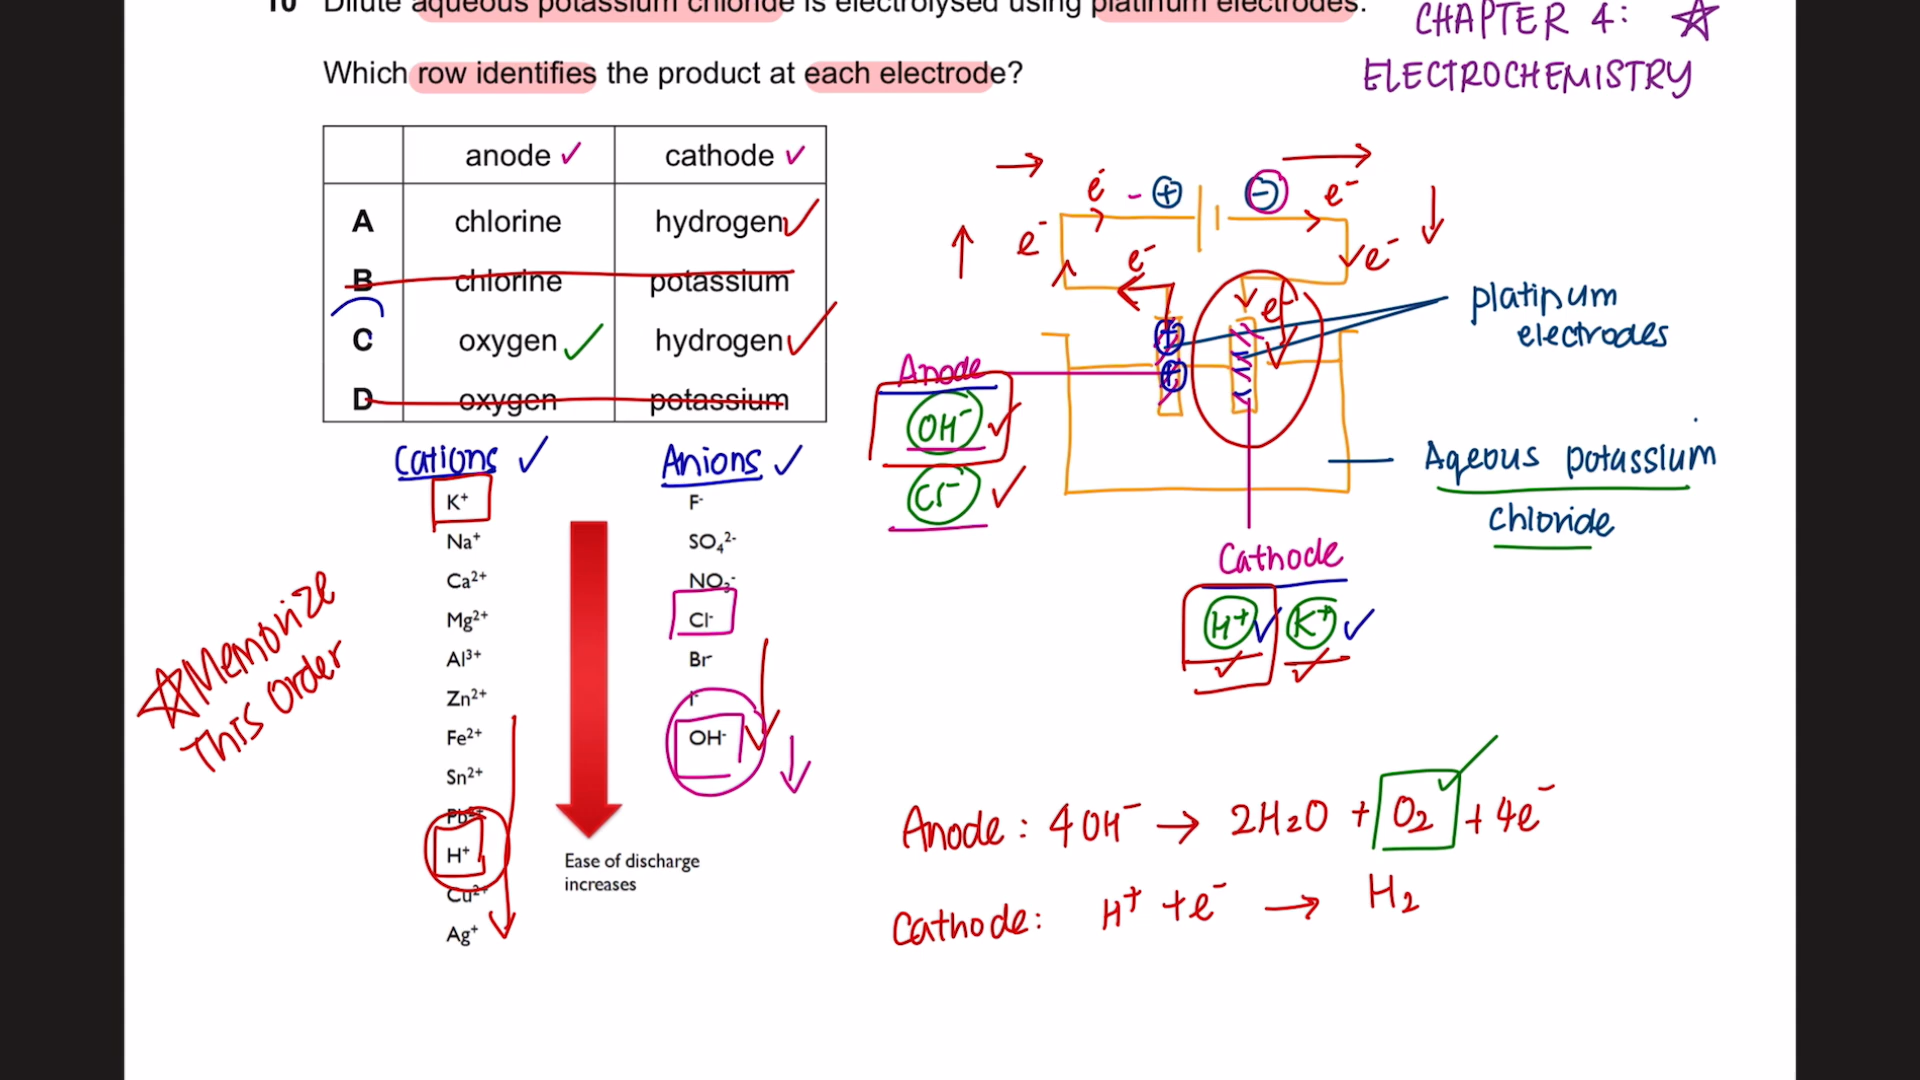 10 Dilute aqueous potassium chloride is electrolysed using platinum electrodes.
CHAPTER 4:
ELECTROCHEMISTRY
Which row identifies the product at each electrode?
anode cathode
A chlorine hydrogen
B chlorine potassium
C oxygen hydrogen
D oxygen potassium
e - + - e-
e- e- e-
e-
platinum
electrodes
+
+
Anode
OH-
Cl-
Aqeous potassium
chloride
Cathode
H+ K+
Cations Anions
K+ F-
Na+ SO₄²-
Ca²+ NO₃-
Mg²+ Cl-
Al³+ Br-
Zn²+ I-
Fe²+ OH-
Sn²+
Pb²+
H+
Cu²+
Ag+
Ease of discharge
increases
Memorize
This Order
Anode : 4OH- → 2H₂O + O₂ + 4e-
Cathode: H+ +e- → H₂